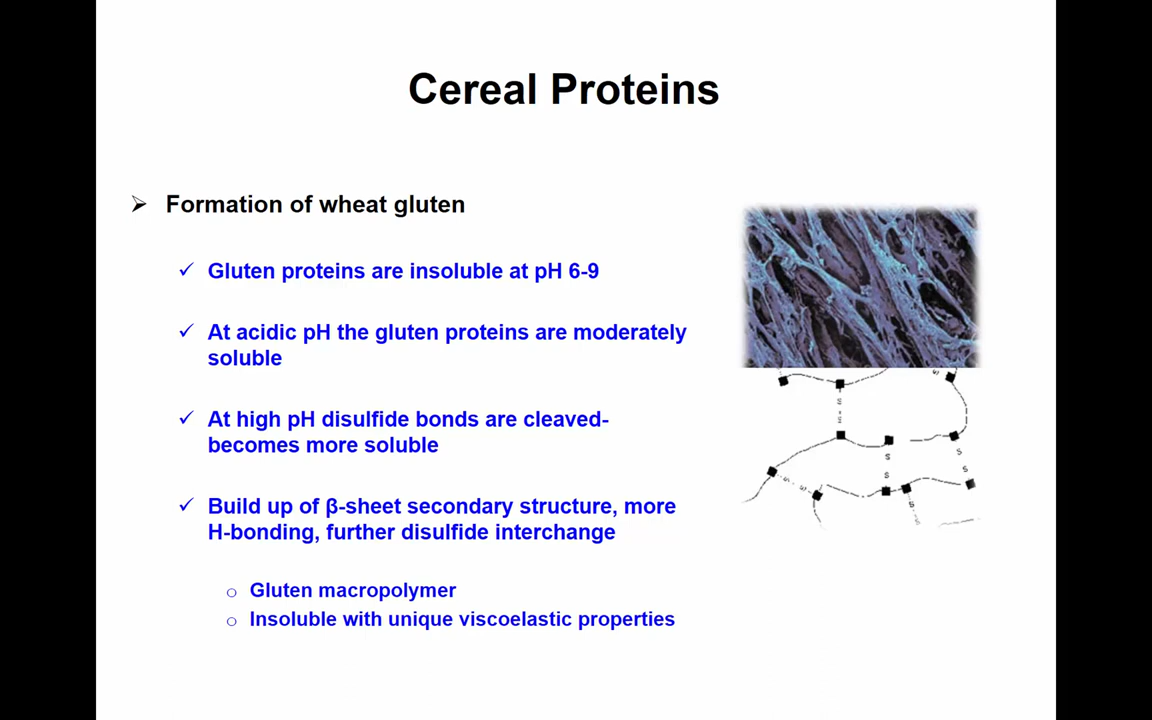 Cereal Proteins
➢ Formation of wheat gluten
✓ Gluten proteins are insoluble at pH 6-9
✓ At acidic pH the gluten proteins are moderately
soluble
✓ At high pH disulfide bonds are cleaved-
becomes more soluble
✓ Build up of β-sheet secondary structure, more
H-bonding, further disulfide interchange
o Gluten macropolymer
o Insoluble with unique viscoelastic properties
S
S
S
S
S
S